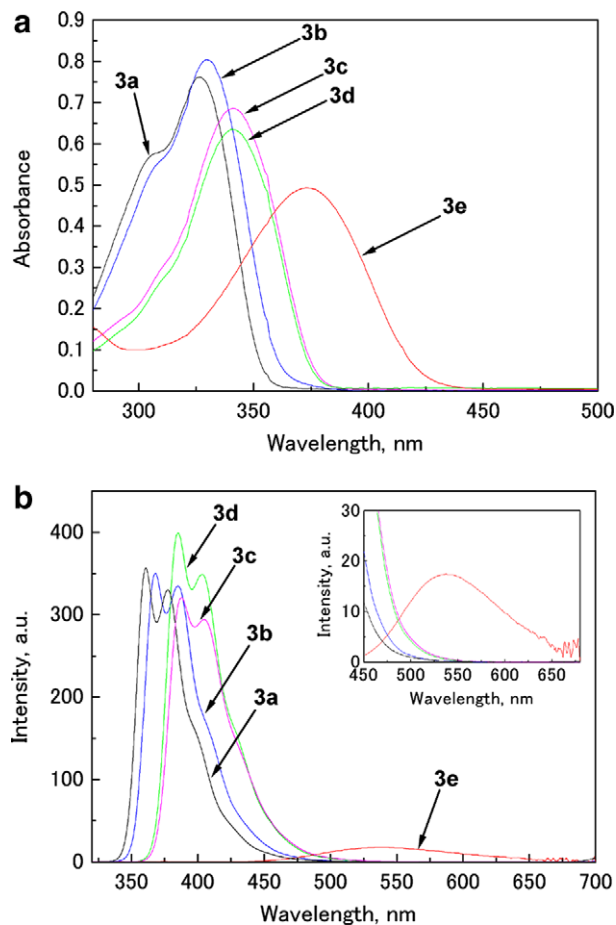 a
0.9
0.8
0.7
0.6
0.5
0.4
0.3
0.2
0.1
0.0
Absorbance
3a
3b
3c
3d
3e
300 350 400 450 500
Wavelength, nm
b
400
300
200
100
0
Intensity, a.u.
3d
3c
3b
3a
3e
30
20
10
0
Intensity, a.u.
450 500 550 600 650
Wavelength, nm
350 400 450 500 550 600 650 700
Wavelength, nm